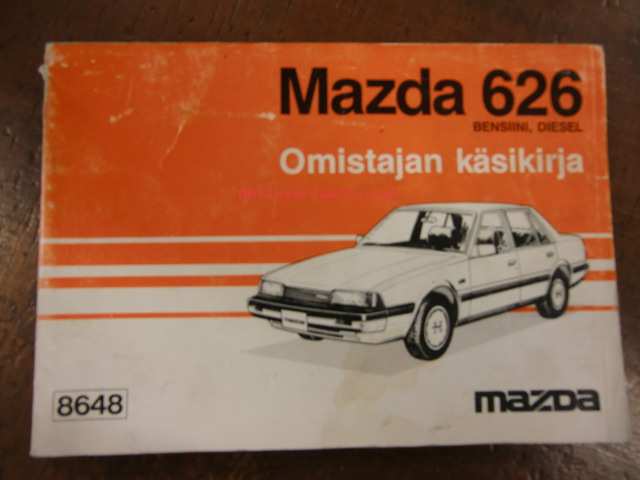 Mazda 626
BENSIINI, DIESEL
Omistajan käsikirja
8648
mazda